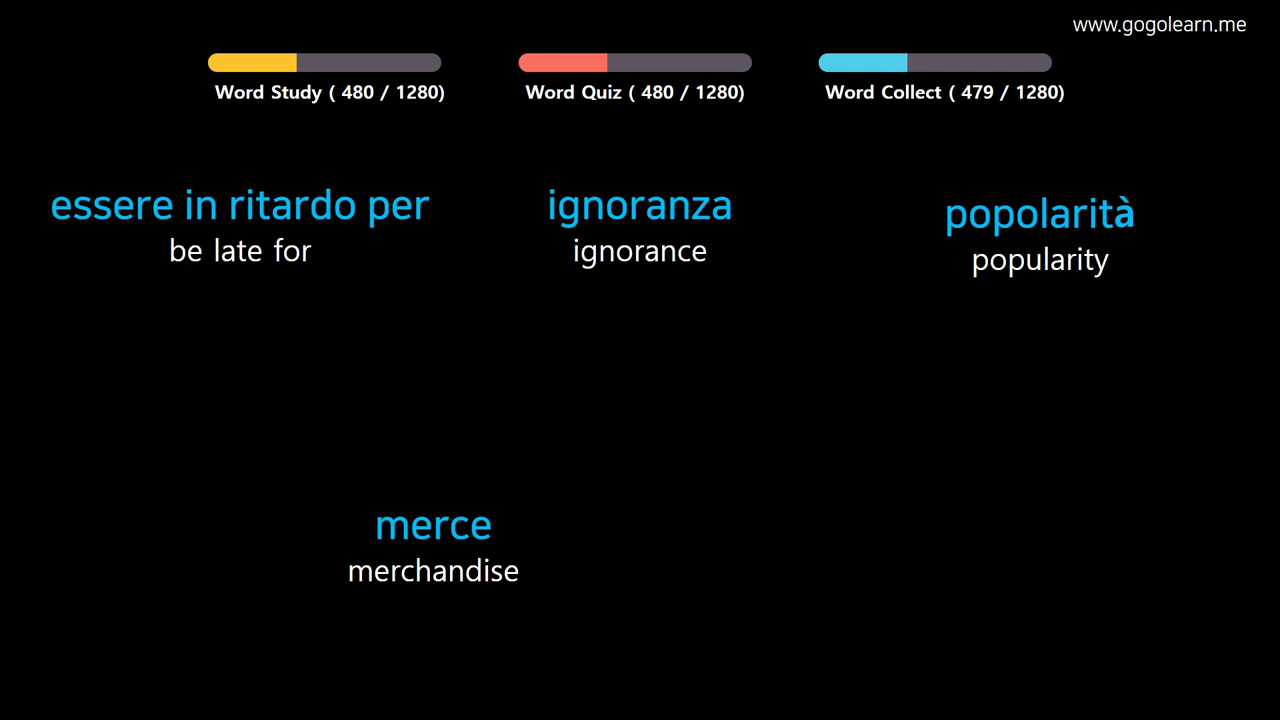 www.gogolearn.me
Word Study ( 480 / 1280)
Word Quiz ( 480 / 1280)
Word Collect ( 479 / 1280)
essere in ritardo per
be late for
ignoranza
ignorance
popolarità
popularity
merce
merchandise